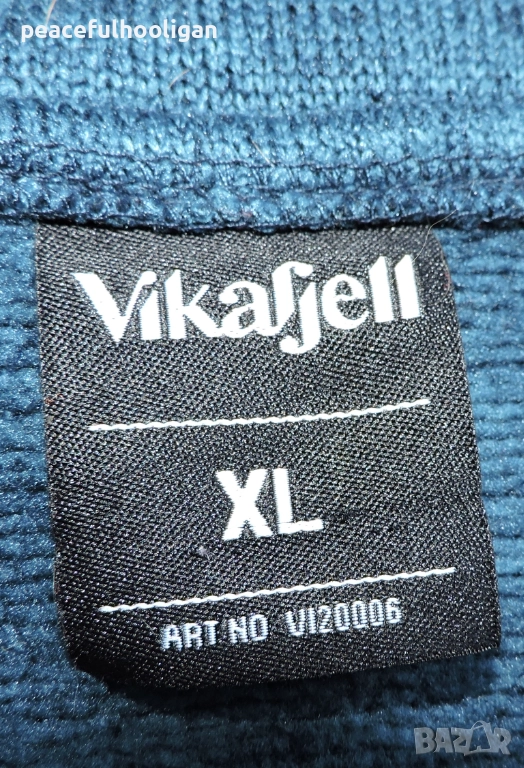 peacefulhooligan
Vikafjell
XL
ART NO VI20006
BAZAR